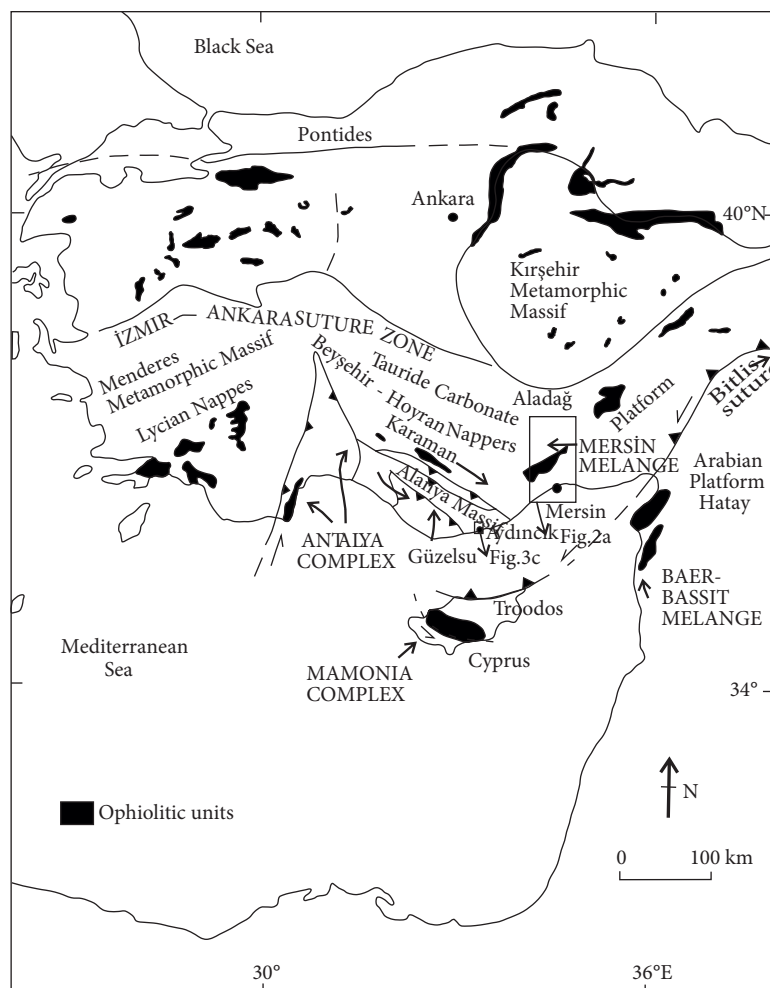 Black Sea
Pontides
Ankara
40°N
Kırşehir
Metamorphic
Massif
İZMIR
ANKARA SUTURE ZONE
Menderes
Metamorphic Massif
Lycian Nappes
Beyşehir - Hoyran Nappers
Tauride Carbonate
Platform
Karaman
Aladağ
Bitlis
suture
MERSİN
MELANGE
Arabian
Platform
Hatay
Alanya Massif
ANTALYA
COMPLEX
Güzelsu
Aydıncık
Fig.3c
Mersin
Fig.2a
BAER-
BASSIT
MELANGE
Troodos
Cyprus
Mediterranean
Sea
MAMONIA
COMPLEX
34°
N
Ophiolitic units
0 100 km
30°
36°E